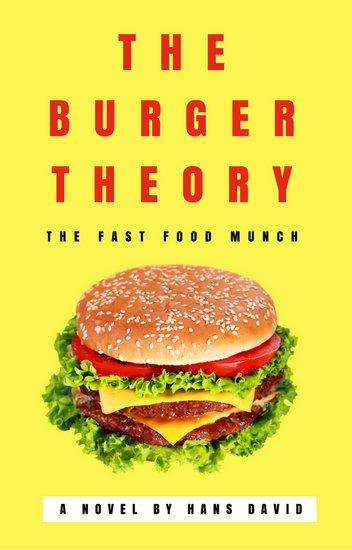 THE
BURGER
THEORY
THE FAST FOOD MUNCH
A NOVEL BY HANS DAVID